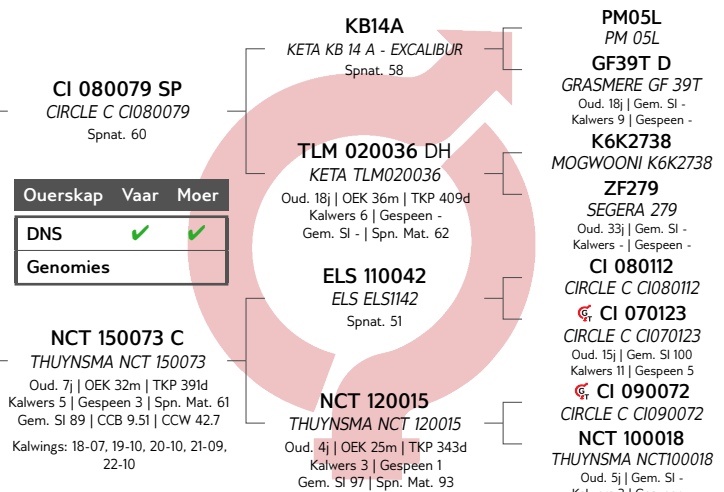 CI 080079 SP
CIRCLE C CI080079
Spnat. 60
Ouerskap Vaar Moer
DNS ✔ ✔
Genomies
NCT 150073 C
THUYNSMA NCT 150073
Oud. 7j | OEK 32m | TKP 391d
Kalwers 5 | Gespeen 3 | Spn. Mat. 61
Gem. SI 89 | CCB 9.51 | CCW 42.7
Kalwings: 18-07, 19-10, 20-10, 21-09,
22-10
KB14A
KETA KB 14 A - EXCALIBUR
Spnat. 58
TLM 020036 DH
KETA TLM020036
Oud. 18j | OEK 36m | TKP 409d
Kalwers 6 | Gespeen -
Gem. SI - | Spn. Mat. 62
ELS 110042
ELS ELS1142
Spnat. 51
NCT 120015
THUYNSMA NCT 120015
Oud. 4j | OEK 25m | TKP 343d
Kalwers 3 | Gespeen 1
Gem. SI 97 | Spn. Mat. 93
PM05L
PM 05L
GF39T D
GRASMERE GF 39T
Oud. 18j | Gem. SI -
Kalwers 9 | Gespeen -
K6K2738
MOGWOONI K6K2738
ZF279
SEGERA 279
Oud. 33j | Gem. SI -
Kalwers - | Gespeen -
CI 080112
CIRCLE C CI080112
CI 070123
CIRCLE C CI070123
Oud. 15j | Gem. SI 100
Kalwers 11 | Gespeen 5
CI 090072
CIRCLE C CI090072
NCT 100018
THUYNSMA NCT100018
Oud. 5j | Gem. SI -